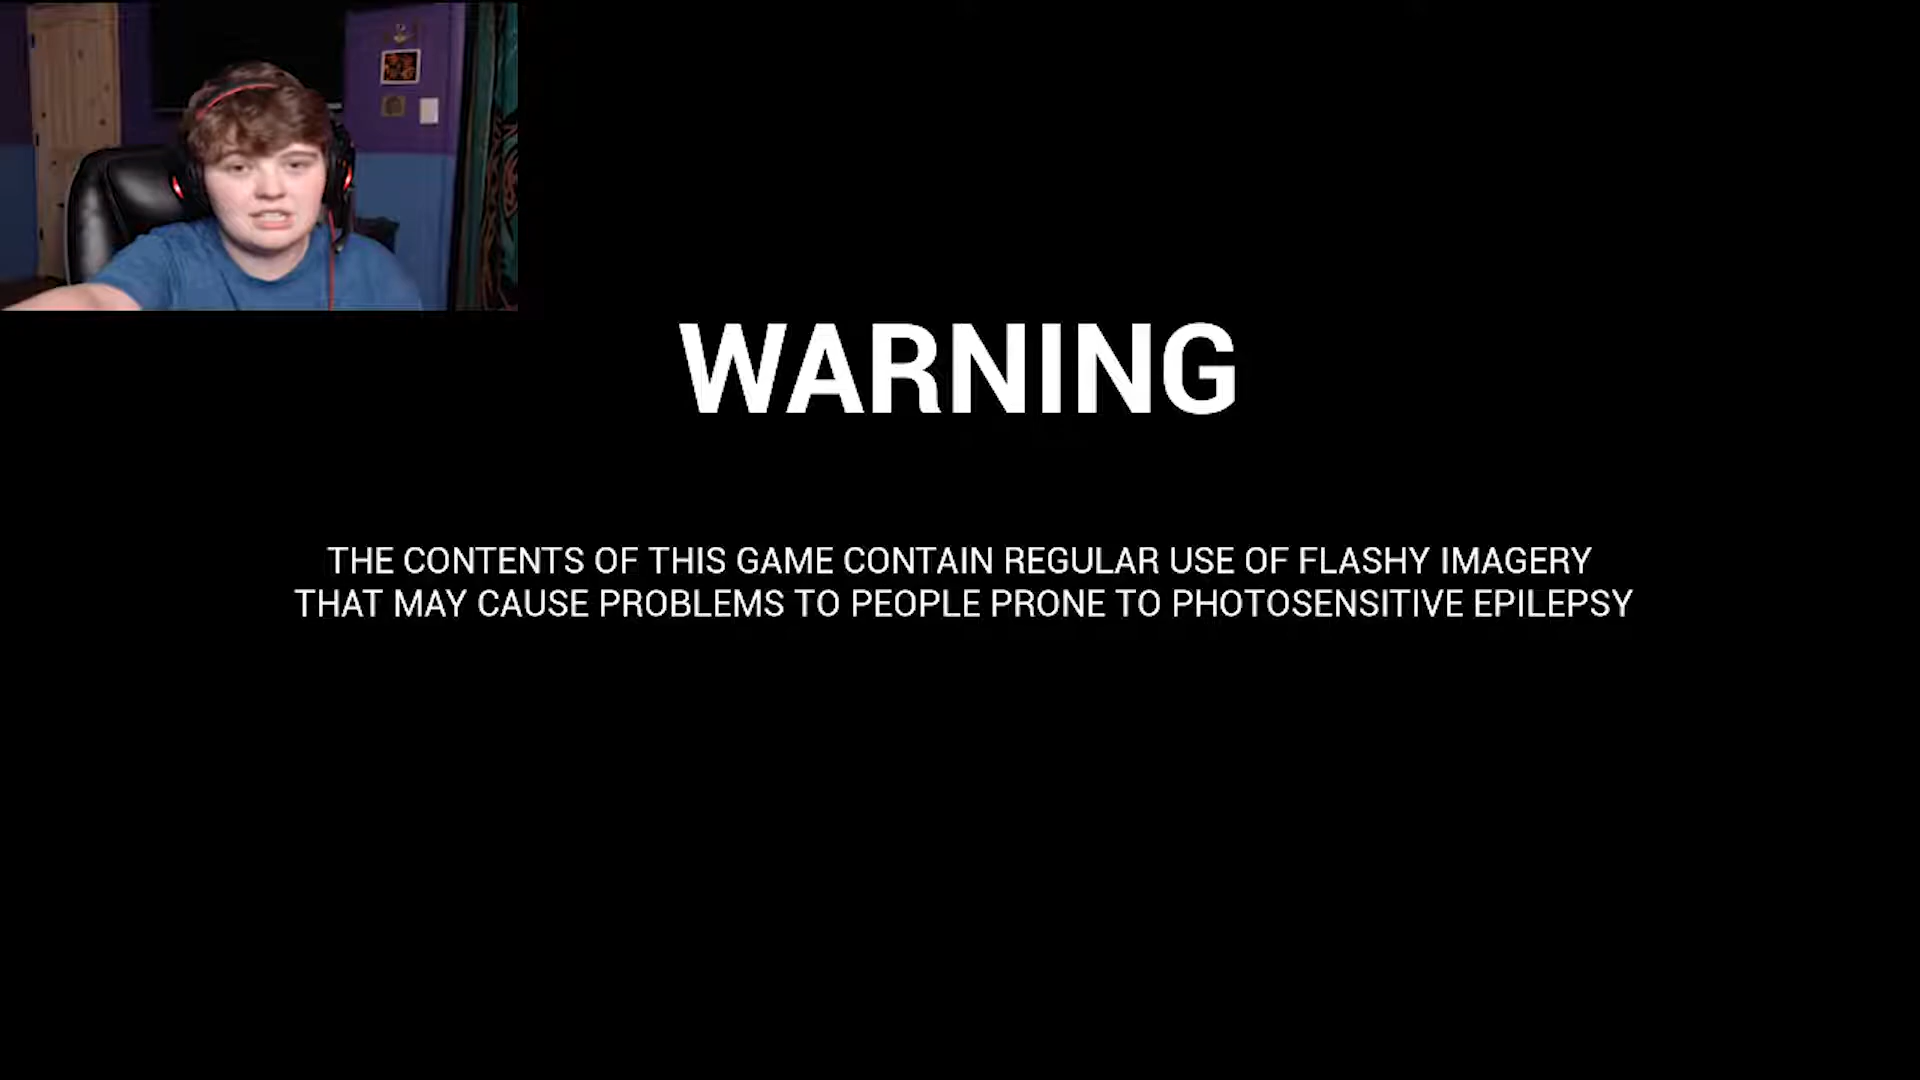 WARNING
THE CONTENTS OF THIS GAME CONTAIN REGULAR USE OF FLASHY IMAGERY
THAT MAY CAUSE PROBLEMS TO PEOPLE PRONE TO PHOTOSENSITIVE EPILEPSY